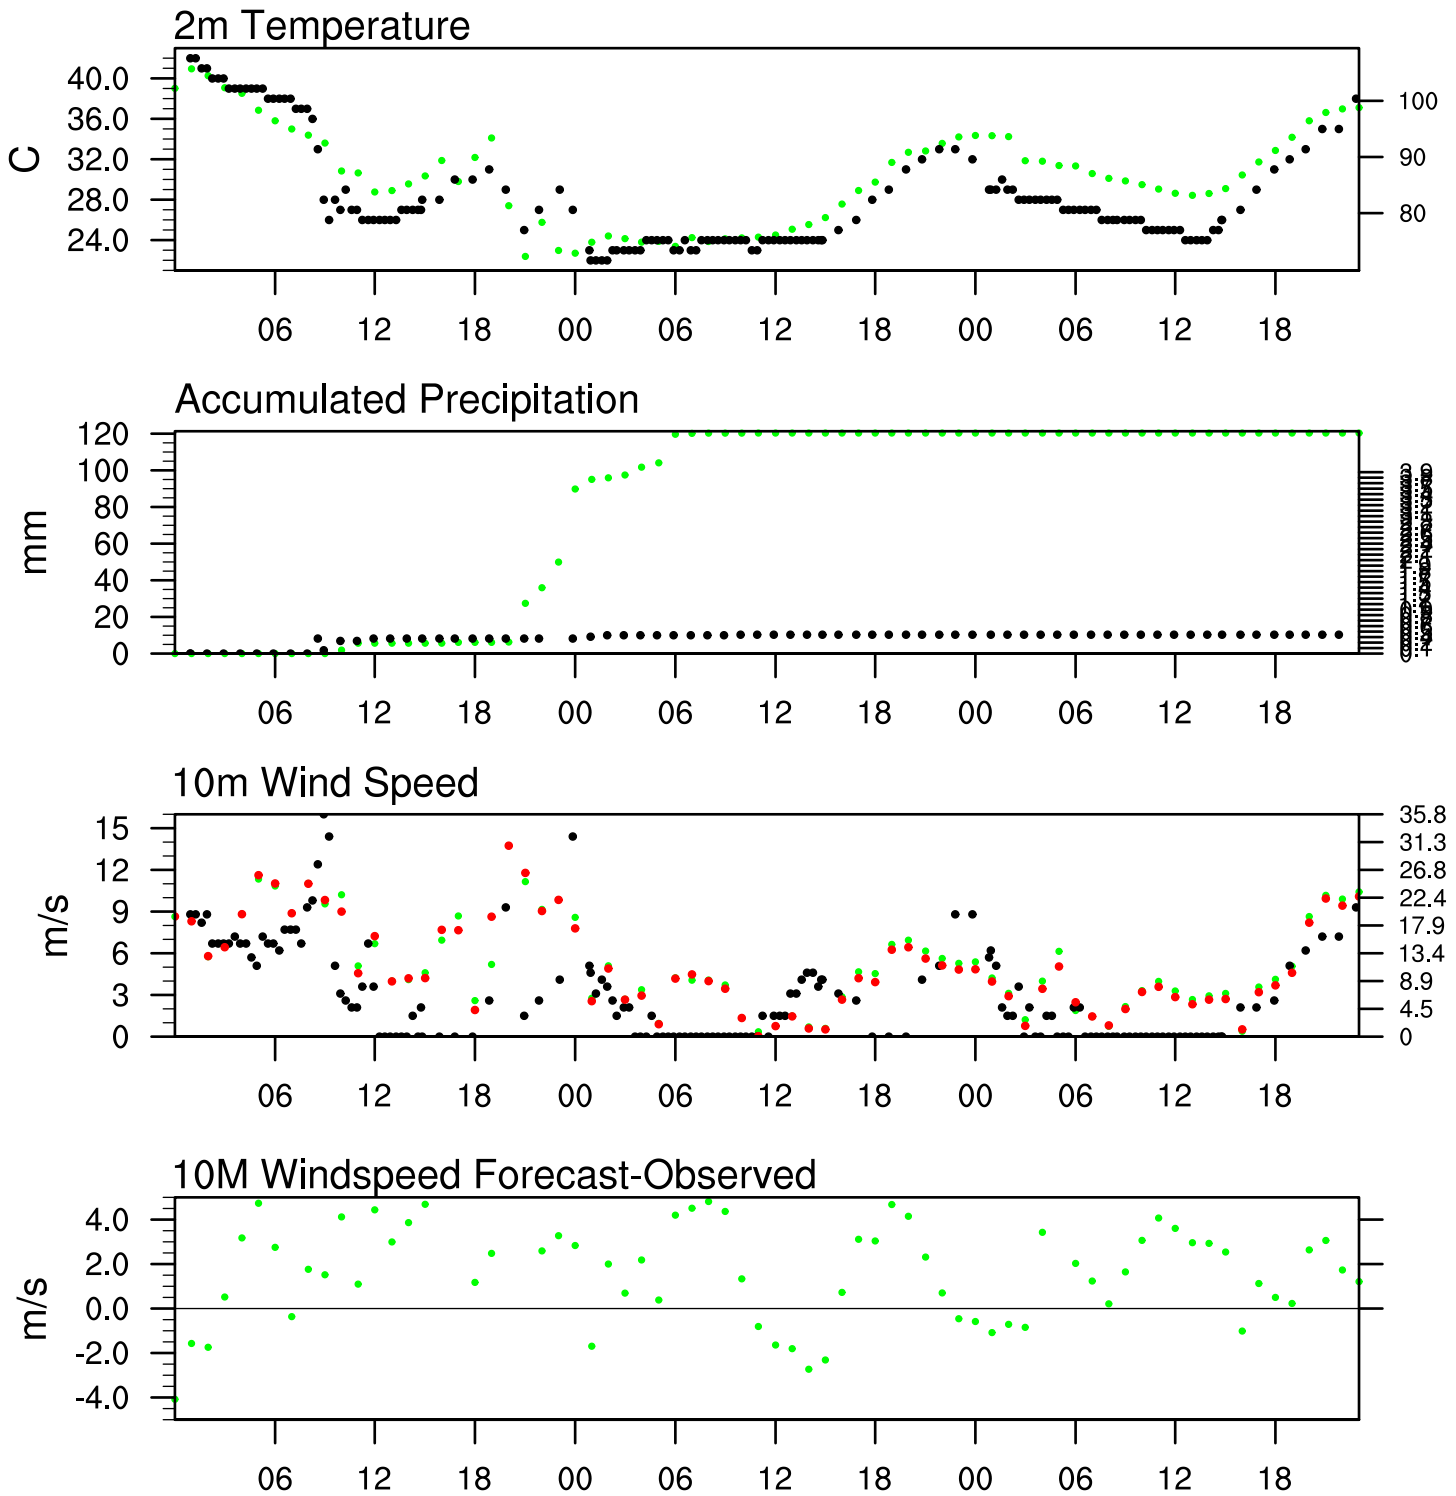 2m Temperature
40.0
36.0
32.0
28.0
24.0
C
100
90
80
06 12 18 00 06 12 18 00 06 12 18
Accumulated Precipitation
120
100
80
60
40
20
0
mm
06 12 18 00 06 12 18 00 06 12 18
10m Wind Speed
15
12
9
6
3
0
m/s
35.8
31.3
26.8
22.4
17.9
13.4
8.9
4.5
0
06 12 18 00 06 12 18 00 06 12 18
10M Windspeed Forecast-Observed
4.0
2.0
0.0
-2.0
-4.0
m/s
06 12 18 00 06 12 18 00 06 12 18